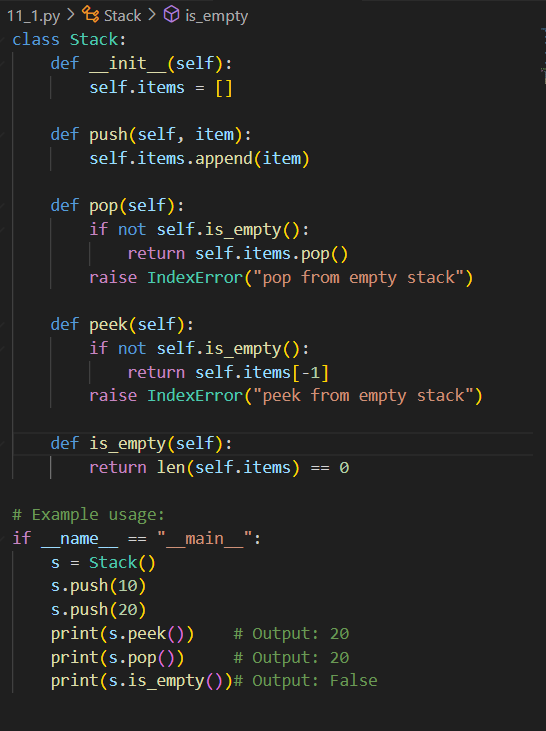 11_1.py > Stack > is_empty
class Stack:
    def __init__(self):
        self.items = []
    def push(self, item):
        self.items.append(item)
    def pop(self):
        if not self.is_empty():
            return self.items.pop()
        raise IndexError("pop from empty stack")
    def peek(self):
        if not self.is_empty():
            return self.items[-1]
        raise IndexError("peek from empty stack")
    def is_empty(self):
        return len(self.items) == 0
# Example usage:
if __name__ == "__main__":
    s = Stack()
    s.push(10)
    s.push(20)
    print(s.peek())    # Output: 20
    print(s.pop())     # Output: 20
    print(s.is_empty())# Output: False